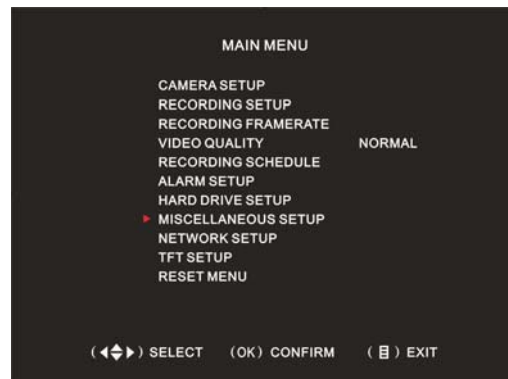 MAIN MENU
CAMERA SETUP
RECORDING SETUP
RECORDING FRAMERATE
VIDEO QUALITY NORMAL
RECORDING SCHEDULE
ALARM SETUP
HARD DRIVE SETUP
MISCELLANEOUS SETUP
NETWORK SETUP
TFT SETUP
RESET MENU
( ) SELECT (OK) CONFIRM ( ) EXIT